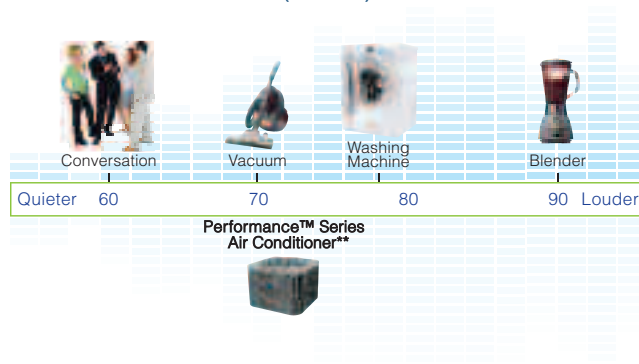 Conversation
Vacuum
Washing
Machine
Blender
Quieter 60 70 80 90 Louder
Performance™ Series
Air Conditioner**